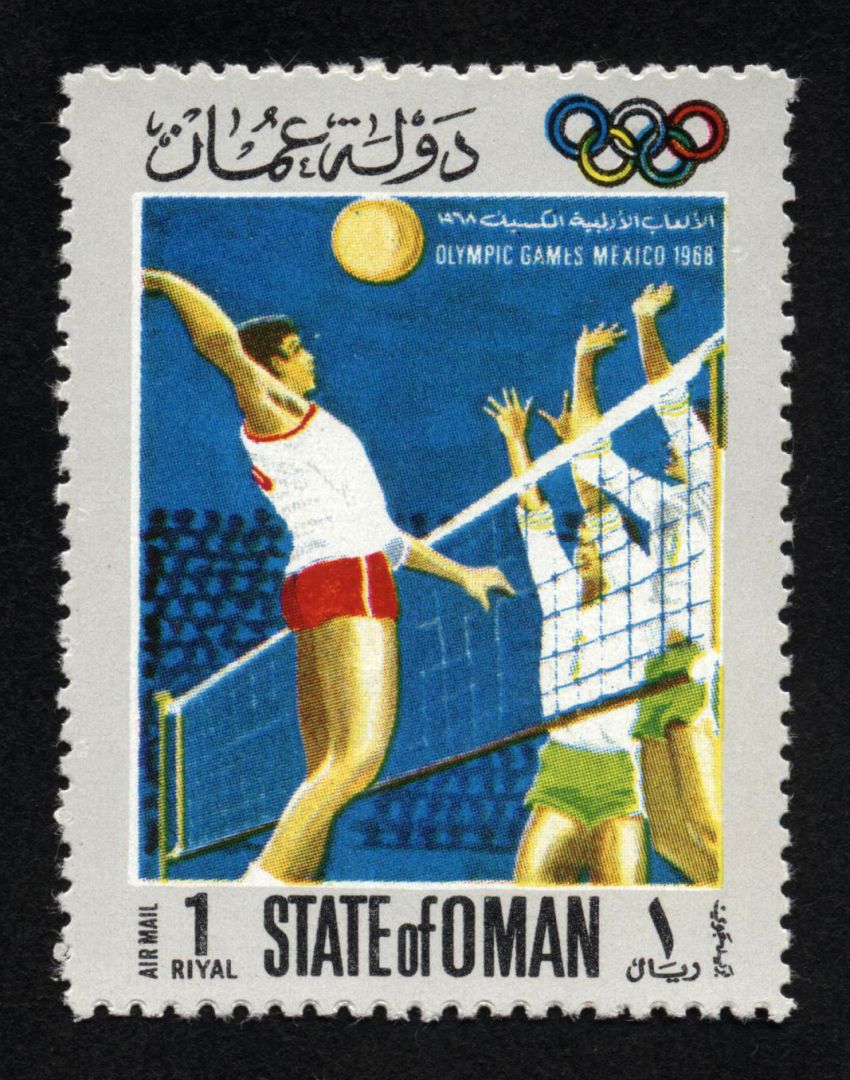 دولة عمان
الألعاب الأولمبية المكسيك ١٩٦٨
OLYMPIC GAMES MEXICO 1968
AIR MAIL
1
RIYAL
STATE of OMAN
١
ريال